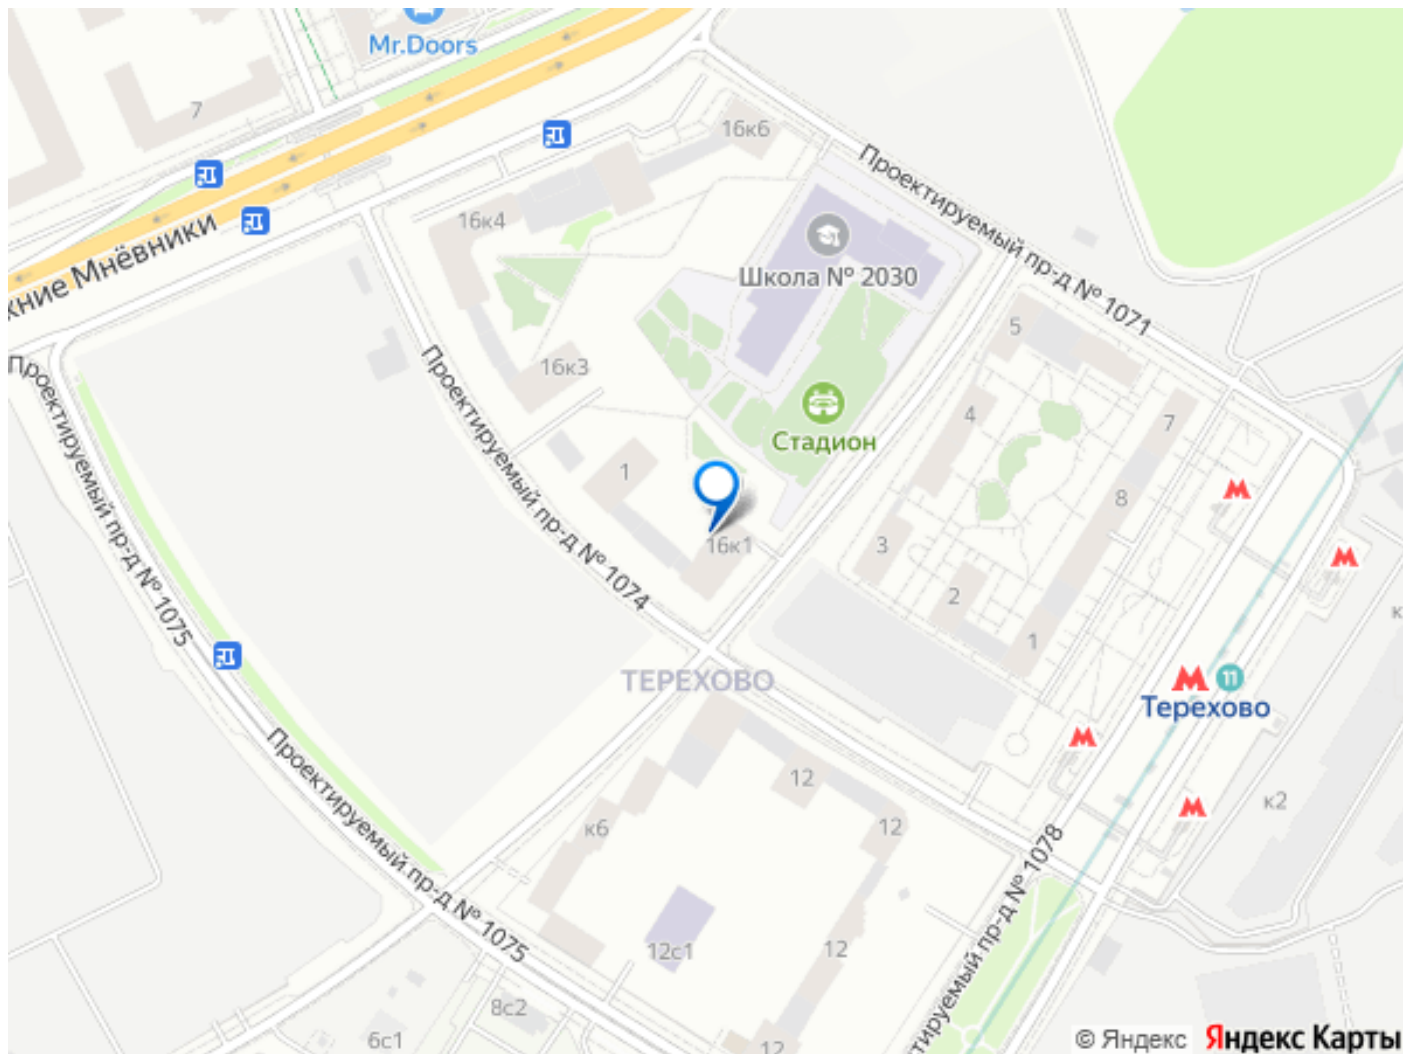 Mr.Doors
7
16к6
Проектируемый пр-д № 1071
16к4
Школа № 2030
хние Мнёвники
5
16к3
Проектируемый пр-д № 1074
Проектируемый пр-д № 1075
4
7
Стадион
1
8
16к1
3
2
1
к
ТЕРЕХОВО
11
Терехово
12
к2
к6
12
Проектируемый пр-д № 1075
тируемый пр-д № 1078
12с1
12
8с2
6с1
12
© Яндекс
Яндекс Карты